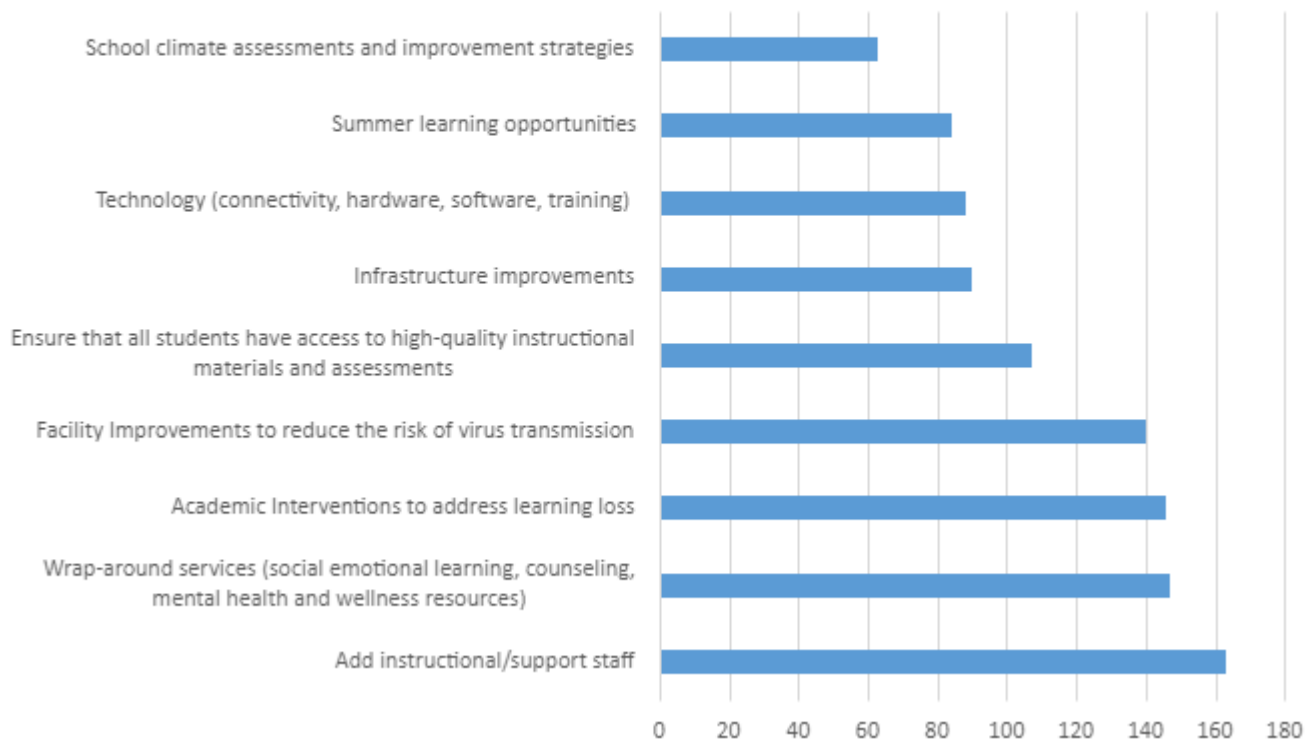 School climate assessments and improvement strategies
Summer learning opportunities
Technology (connectivity, hardware, software, training)
Infrastructure improvements
Ensure that all students have access to high-quality instructional
materials and assessments
Facility Improvements to reduce the risk of virus transmission
Academic Interventions to address learning loss
Wrap-around services (social emotional learning, counseling,
mental health and wellness resources)
Add instructional/support staff
0 20 40 60 80 100 120 140 160 180